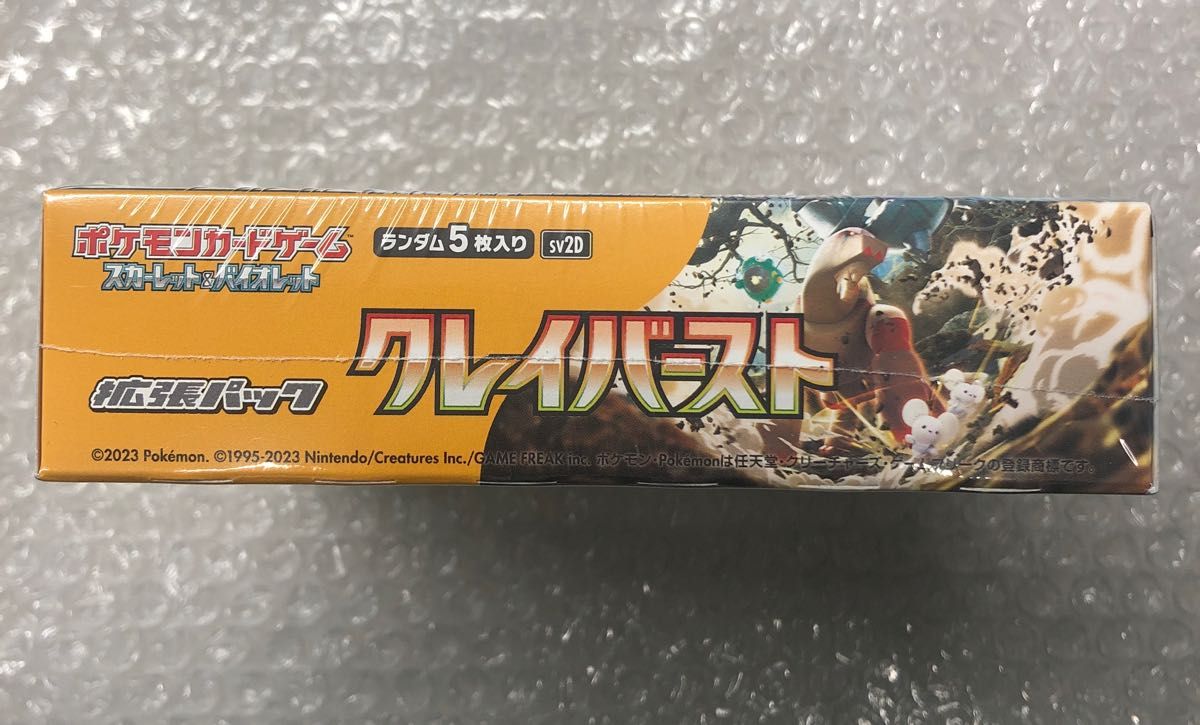 ポケモンカードゲーム™
スカーレット&バイオレット
ランダム5枚入り sv2D
クレイバースト
拡張パック
©2023 Pokémon. ©1995-2023 Nintendo/Creatures Inc./GAME FREAK inc. ポケモン・Pokémonは任天堂・クリーチャーズ・ゲームフリークの登録商標です。